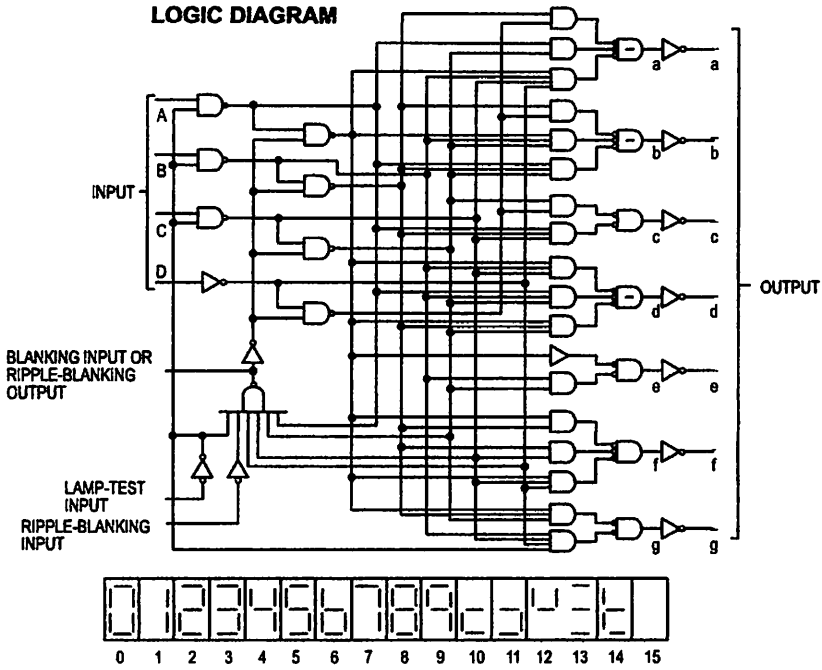 LOGIC DIAGRAM
A
B
INPUT
C
D
BLANKING INPUT OR
RIPPLE-BLANKING
OUTPUT
LAMP-TEST
INPUT
RIPPLE-BLANKING
INPUT
a a
b b
c c
d d
e e
f f
g g
OUTPUT
0 1 2 3 4 5 6 7 8 9 10 11 12 13 14 15